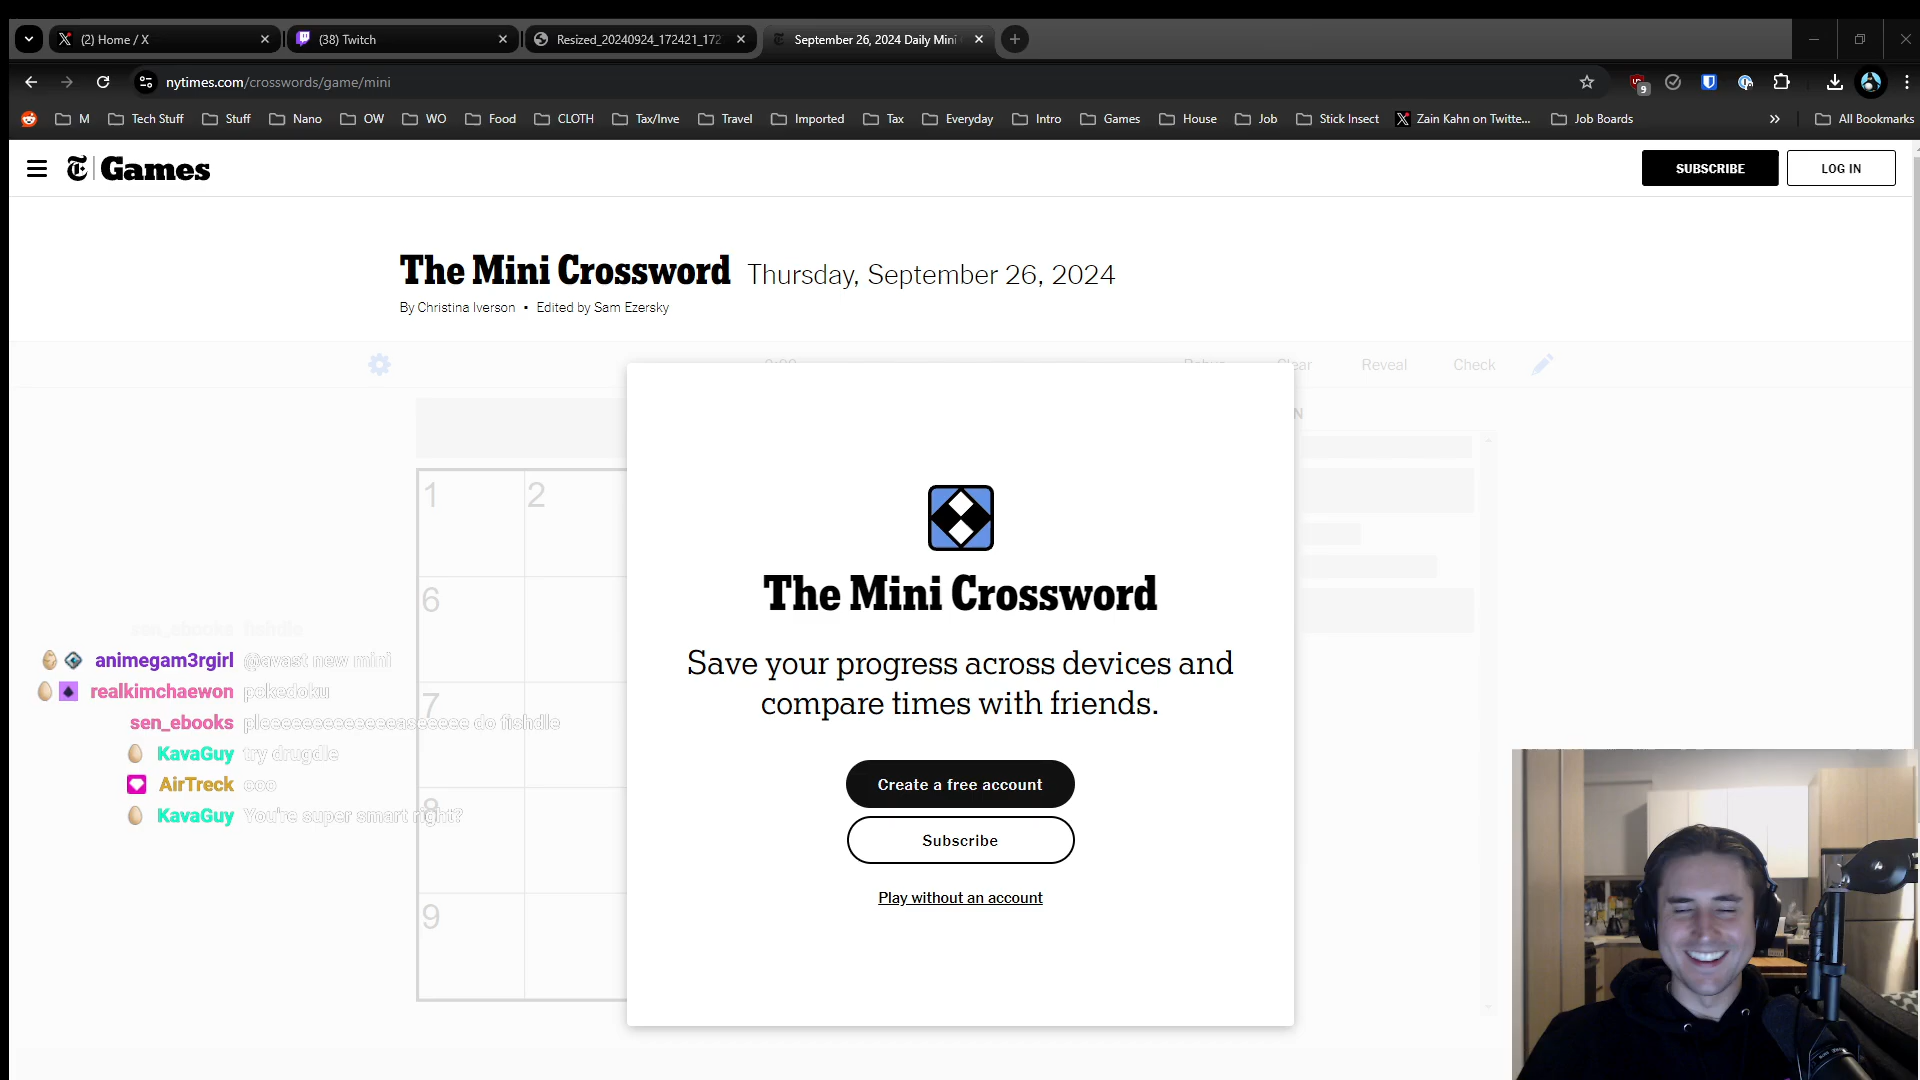 (2) Home / X
(38) Twitch
Resized_20240924_172421_172
September 26, 2024 Daily Mini
nytimes.com/crosswords/game/mini
9
M
Tech Stuff
Stuff
Nano
OW
WO
Food
CLOTH
Tax/Inve
Travel
Imported
Tax
Everyday
Intro
Games
House
Job
Stick Insect
Zain Kahn on Twitte...
Job Boards
All Bookmarks
T Games
SUBSCRIBE
LOG IN
The Mini Crossword Thursday, September 26, 2024
By Christina Iverson • Edited by Sam Ezersky
Reveal
Check
1
2
6
7
8
9
The Mini Crossword
Save your progress across devices and
compare times with friends.
Create a free account
Subscribe
Play without an account
sen_ebooks fishdle
animegam3rgirl @avast new mini
realkimchaewon pokedoku
sen_ebooks pleeeeeeeeeeeeeaseeeee do fishdle
KavaGuy try drugdle
AirTreck ooo
KavaGuy You're super smart right?